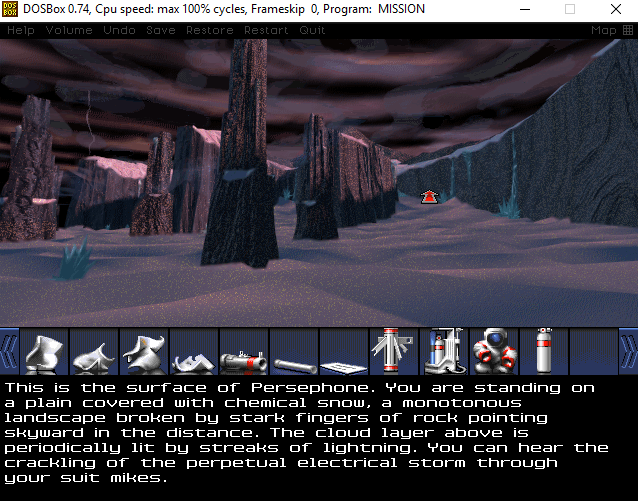 DOS
BOX
DOSBox 0.74, Cpu speed: max 100% cycles, Frameskip 0, Program: MISSION
Help Volume Undo Save Restore Restart Quit Map
This is the surface of Persephone. You are standing on
a plain covered with chemical snow, a monotonous
landscape broken by stark fingers of rock pointing
skyward in the distance. The cloud layer above is
periodically lit by streaks of lightning. You can hear the
crackling of the perpetual electrical storm through
your suit mikes.